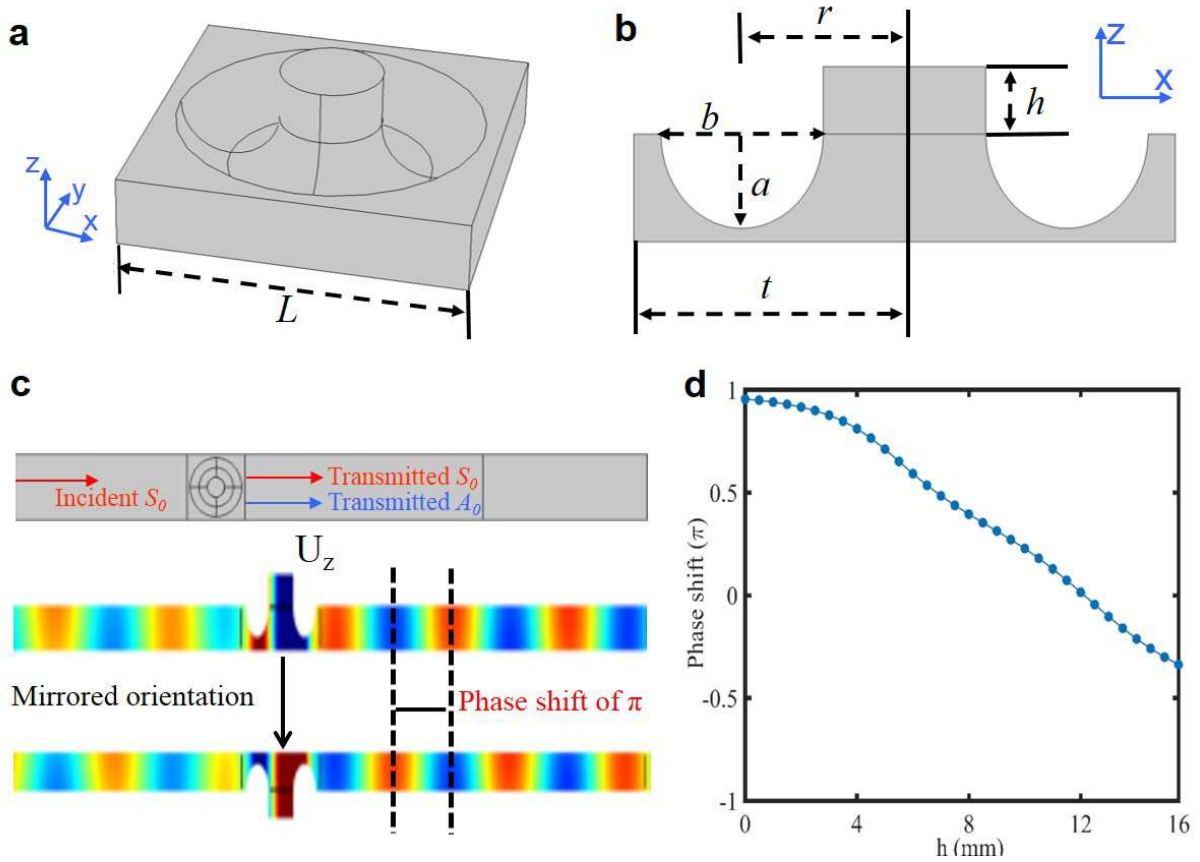 a
z
y
x
L
b
r
z
x
h
b
a
t
c
Incident S₀
Transmitted S₀
Transmitted A₀
U_z
Mirrored orientation
Phase shift of π
d
Phase shift (π)
1
0.5
0
-0.5
-1
0 4 8 12 16
h (mm)